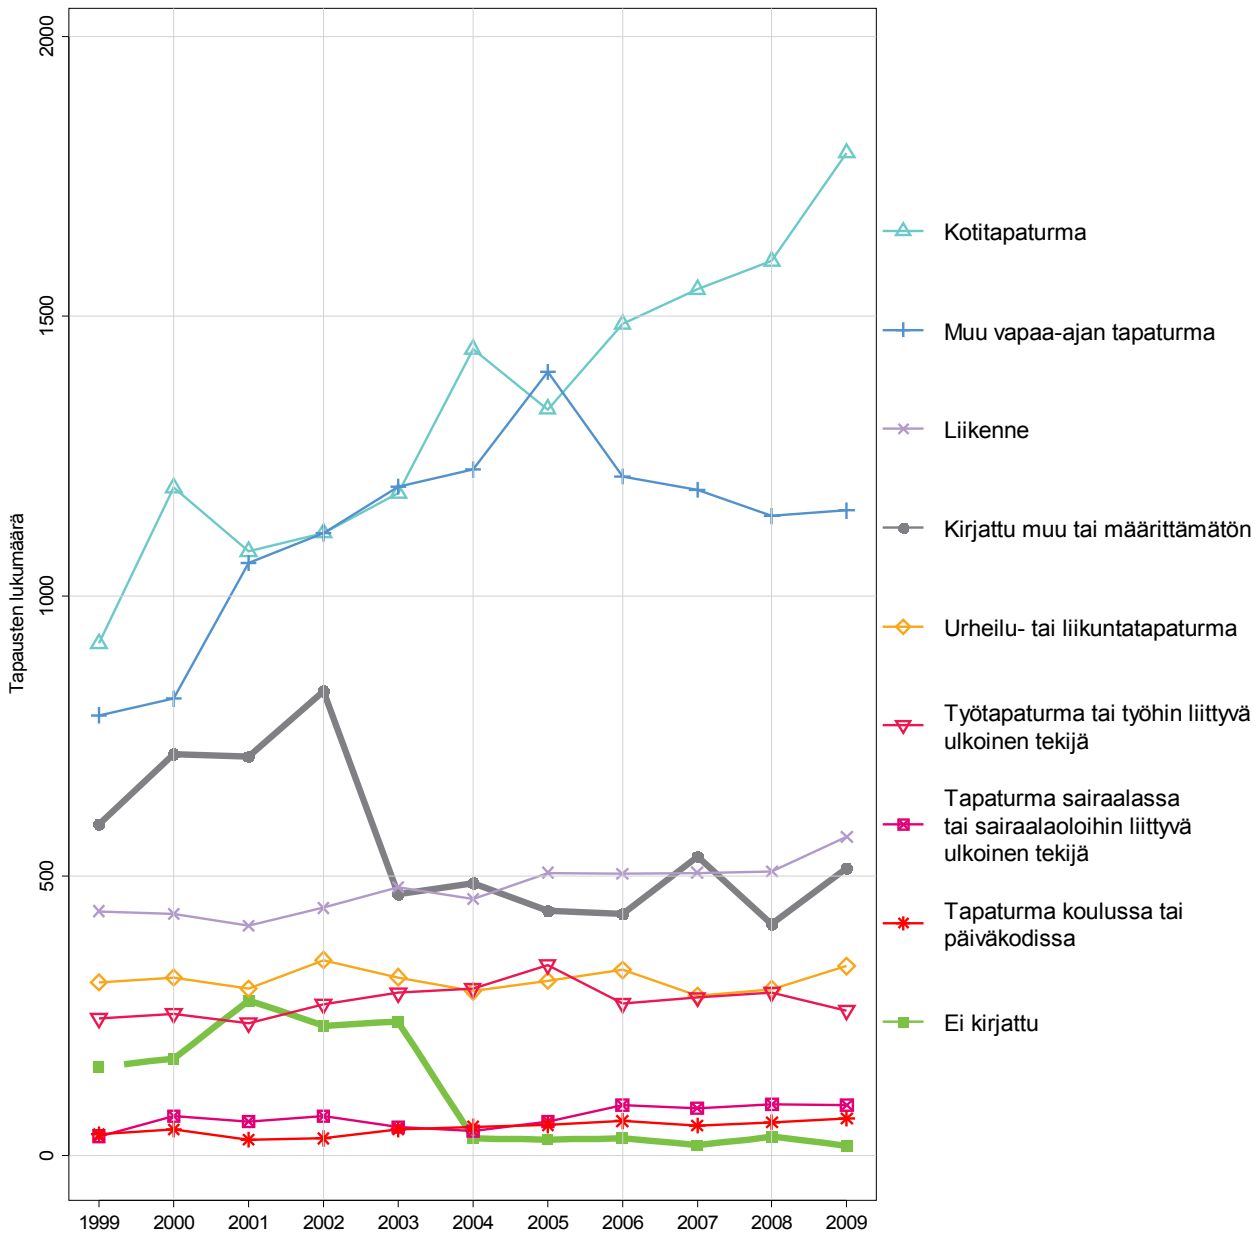 Tapausten lukumäärä
2000
1500
1000
500
0
1999 2000 2001 2002 2003 2004 2005 2006 2007 2008 2009
Kotitapaturma
Muu vapaa-ajan tapaturma
Liikenne
Kirjattu muu tai määrittämätön
Urheilu- tai liikuntatapaturma
Työtapaturma tai työhin liittyvä
ulkoinen tekijä
Tapaturma sairaalassa
tai sairaalaoloihin liittyvä
ulkoinen tekijä
Tapaturma koulussa tai
päiväkodissa
Ei kirjattu